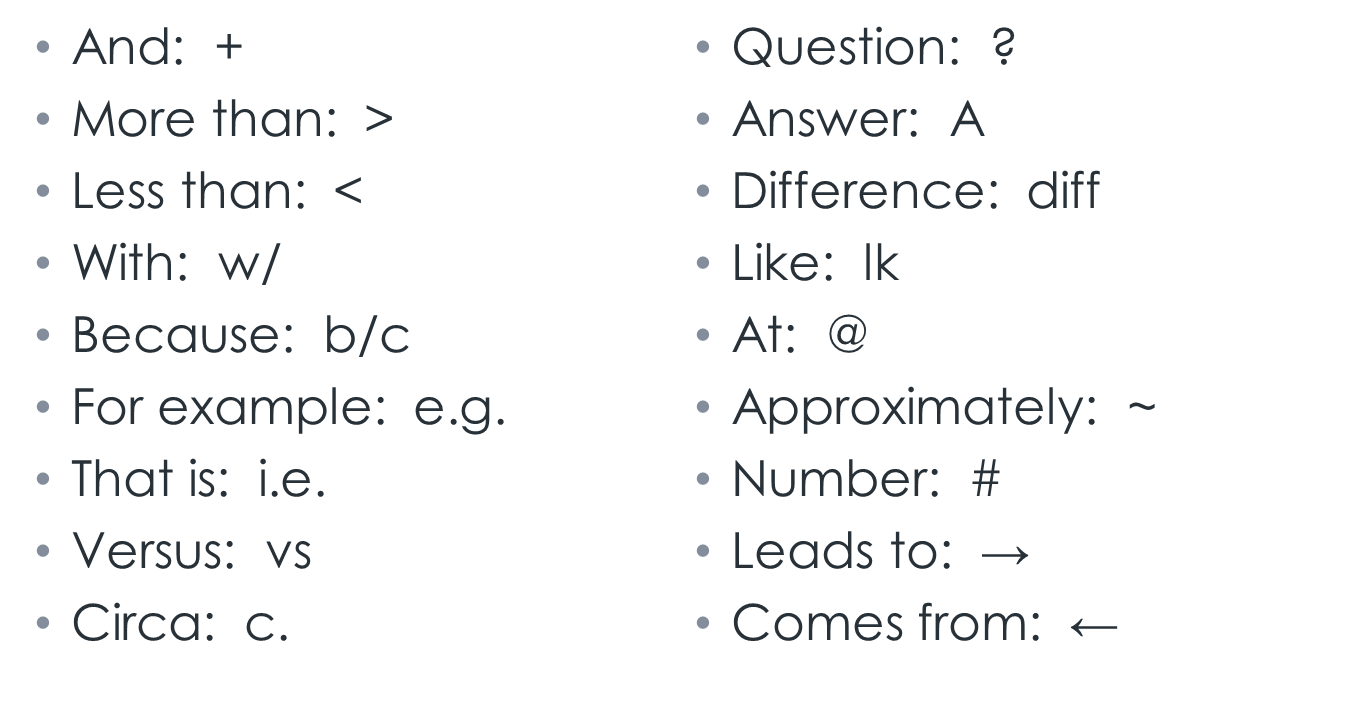 • And: +
• More than: >
• Less than: <
• With: w/
• Because: b/c
• For example: e.g.
• That is: i.e.
• Versus: vs
• Circa: c.
• Question: ?
• Answer: A
• Difference: diff
• Like: lk
• At: @
• Approximately: ~
• Number: #
• Leads to: →
• Comes from: ←